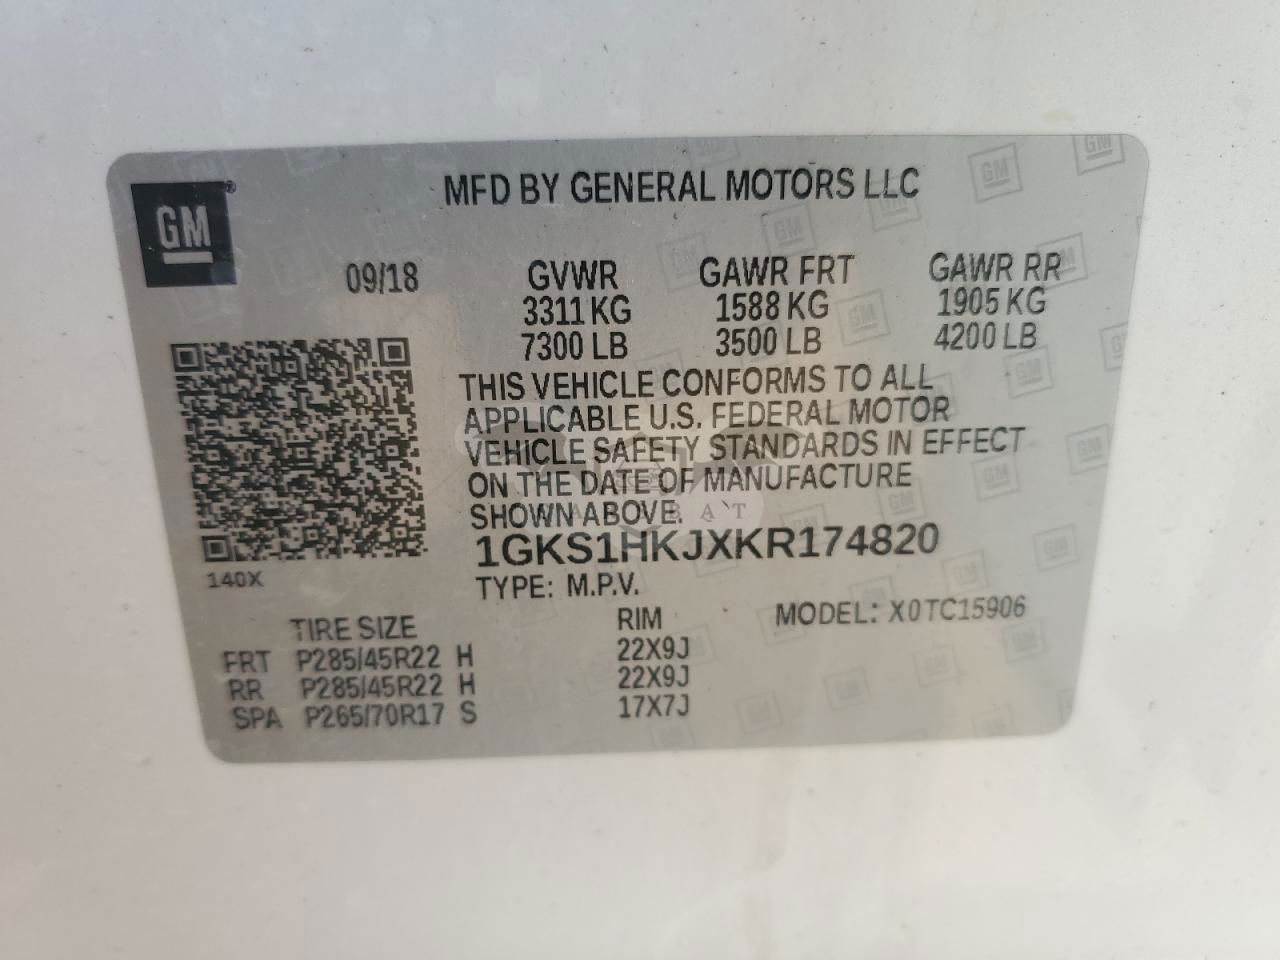 GM
MFD BY GENERAL MOTORS LLC
09/18 GVWR GAWR FRT GAWR RR
3311 KG 1588 KG 1905 KG
7300 LB 3500 LB 4200 LB
THIS VEHICLE CONFORMS TO ALL
APPLICABLE U.S. FEDERAL MOTOR
VEHICLE SAFETY STANDARDS IN EFFECT
ON THE DATE OF MANUFACTURE
SHOWN ABOVE.
1GKS1HKJXKR174820
140X
TYPE: M.P.V.
TIRE SIZE RIM MODEL: X0TC15906
FRT P285/45R22 H 22X9J
RR P285/45R22 H 22X9J
SPA P265/70R17 S 17X7J